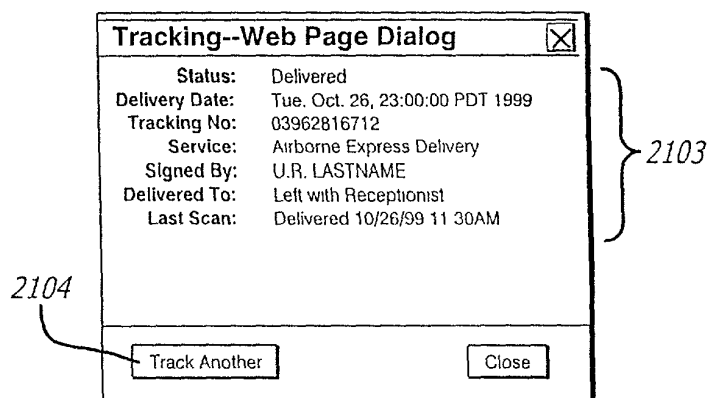 Tracking--Web Page Dialog
Status: Delivered
Delivery Date: Tue. Oct. 26, 23:00:00 PDT 1999
Tracking No: 03962816712
Service: Airborne Express Delivery
Signed By: U.R. LASTNAME
Delivered To: Left with Receptionist
Last Scan: Delivered 10/26/99 11 30AM
2103
2104
Track Another Close